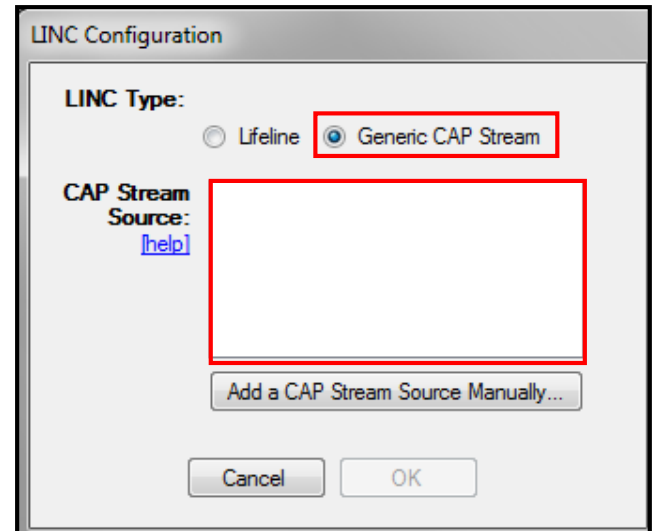 LINC Configuration
LINC Type:
Lifeline Generic CAP Stream
CAP Stream
Source:
[help]
Add a CAP Stream Source Manually...
Cancel OK